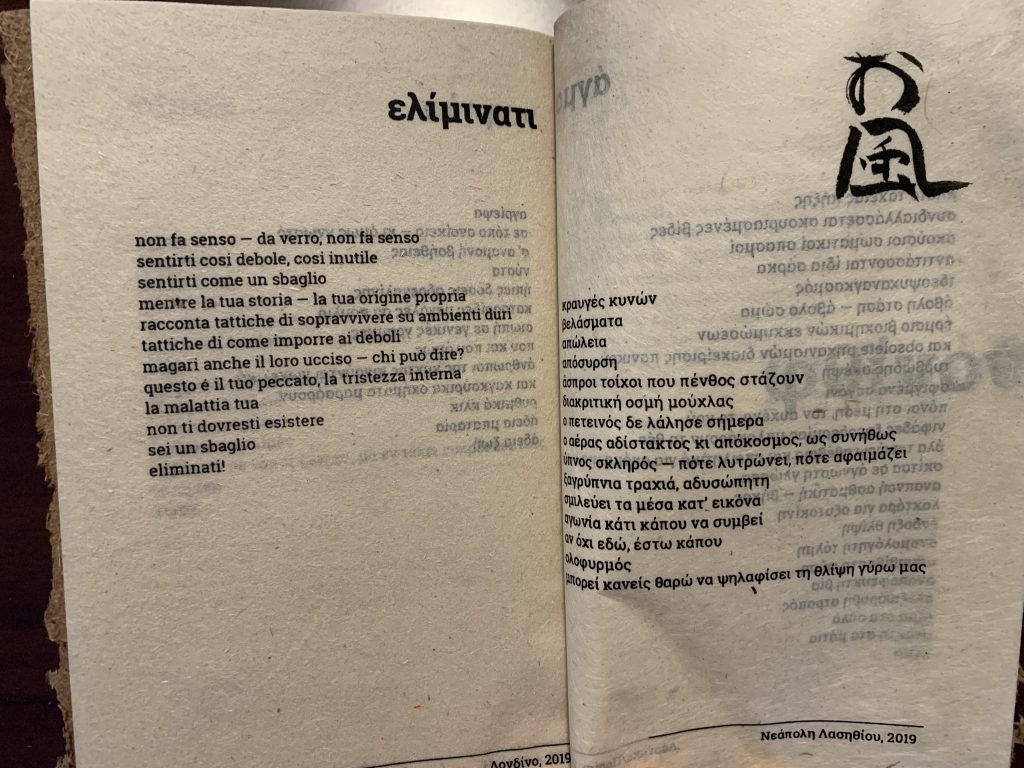 ελίμινατι
non fa senso — da verro, non fa senso
sentirti cosi debole, cosi inutile
sentirti come un sbaglio
mentre la tua storia — la tua origine propria
racconta tattiche di sopravvivere su ambienti duri
tattiche di come imporre ai deboli
magari anche il loro ucciso — chi può dire?
questo é il tuo peccato, la tristezza interna
la malattia tua
non ti dovresti esistere
sei un sbaglio
eliminati!
Λονδίνο, 2019
お
風
κραυγές κυνών
βελάσματα
απώλεια
απόσυρση
άσπροι τοίχοι που πένθος στάζουν
διακριτική οσμή μούχλας
ο πετεινός δε λάλησε σήμερα
ο αέρας αδίστακτος κι απόκοσμος, ως συνήθως
ύπνος σκληρός — πότε λυτρώνει, πότε αφαιμάζει
ξαγρύπνια τραχιά, αδυσώπητη
σμιλεύει τα μέσα κατ’ εικόνα
αγωνία κάτι κάπου να συμβεί
αν όχι εδώ, έστω κάπου
ολοφυρμός
μπορεί κανείς θαρώ να ψηλαφίσει τη θλίψη γύρω μας
Νεάπολη Λασηθίου, 2019